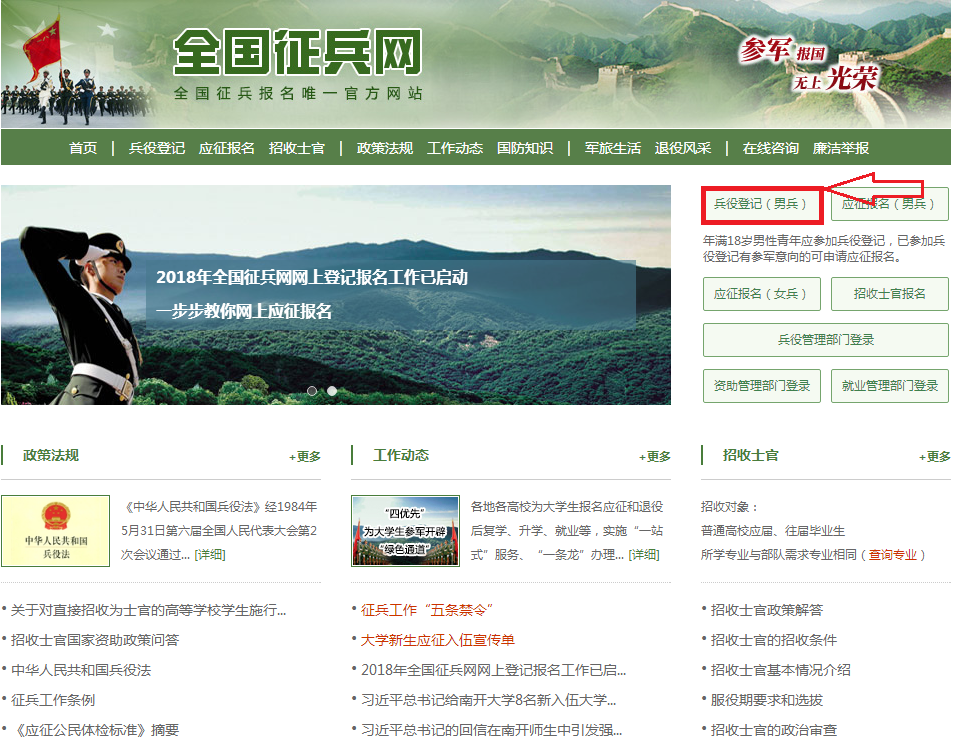 全国征兵网
全国征兵报名唯一官方网站
参军报国
无上光荣
首页 | 兵役登记 应征报名 招收士官 | 政策法规 工作动态 国防知识 | 军旅生活 退役风采 | 在线咨询 廉洁举报
2018年全国征兵网网上登记报名工作已启动
一步步教你网上应征报名
兵役登记（男兵） 应征报名（男兵）
年满18岁男性青年应参加兵役登记，已参加兵
役登记有参军意向的可申请应征报名。
应征报名（女兵） 招收士官报名
兵役管理部门登录
资助管理部门登录 就业管理部门登录
政策法规 +更多
中华人民共和国
兵役法
《中华人民共和国兵役法》经1984年
5月31日第六届全国人民代表大会第2
次会议通过... [详细]
• 关于对直接招收为士官的高等学校学生施行...
• 招收士官国家资助政策问答
• 中华人民共和国兵役法
• 征兵工作条例
• 《应征公民体检标准》摘要
工作动态 +更多
“四优先”
为大学生参军开辟
“绿色通道”
各地各高校为大学生报名应征和退役
后复学、升学、就业等，实施“一站
式”服务、“一条龙”办理... [详细]
• 征兵工作“五条禁令”
• 大学新生应征入伍宣传单
• 2018年全国征兵网网上登记报名工作已启...
• 习近平总书记给南开大学8名新入伍大学...
• 习近平总书记的回信在南开师生中引发强...
招收士官 +更多
招收对象：
普通高校应届、往届毕业生
所学专业与部队需求专业相同（查询专业）
• 招收士官政策解答
• 招收士官的招收条件
• 招收士官基本情况介绍
• 服役期要求和选拔
• 招收士官的政治审查